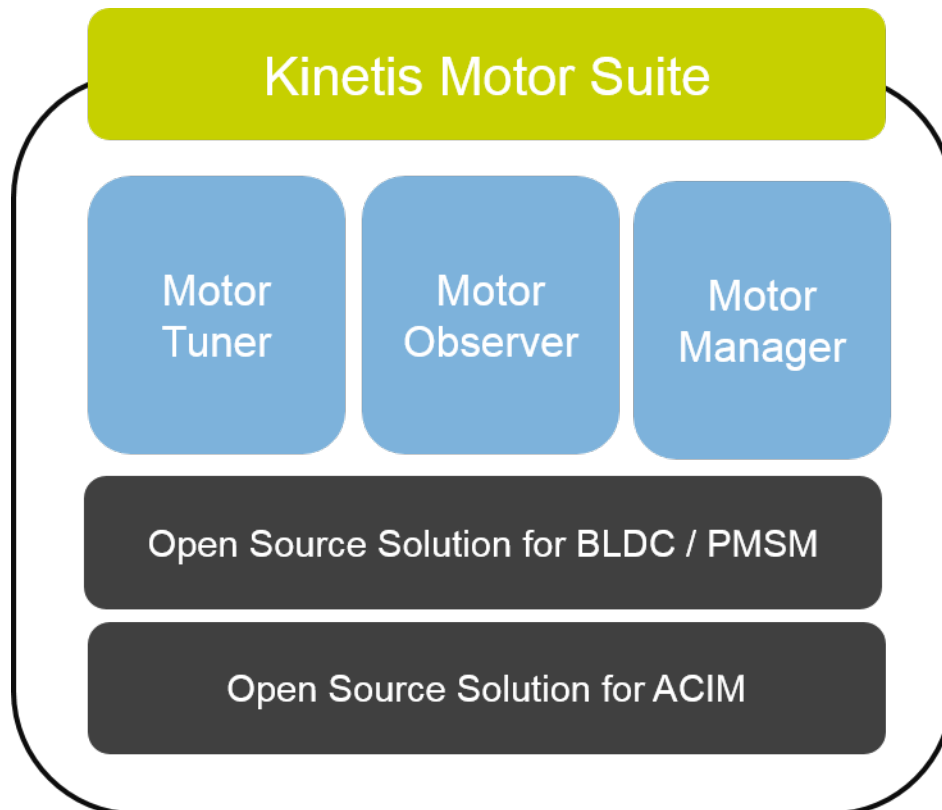 Kinetis Motor Suite
Motor
Tuner
Motor
Observer
Motor
Manager
Open Source Solution for BLDC / PMSM
Open Source Solution for ACIM